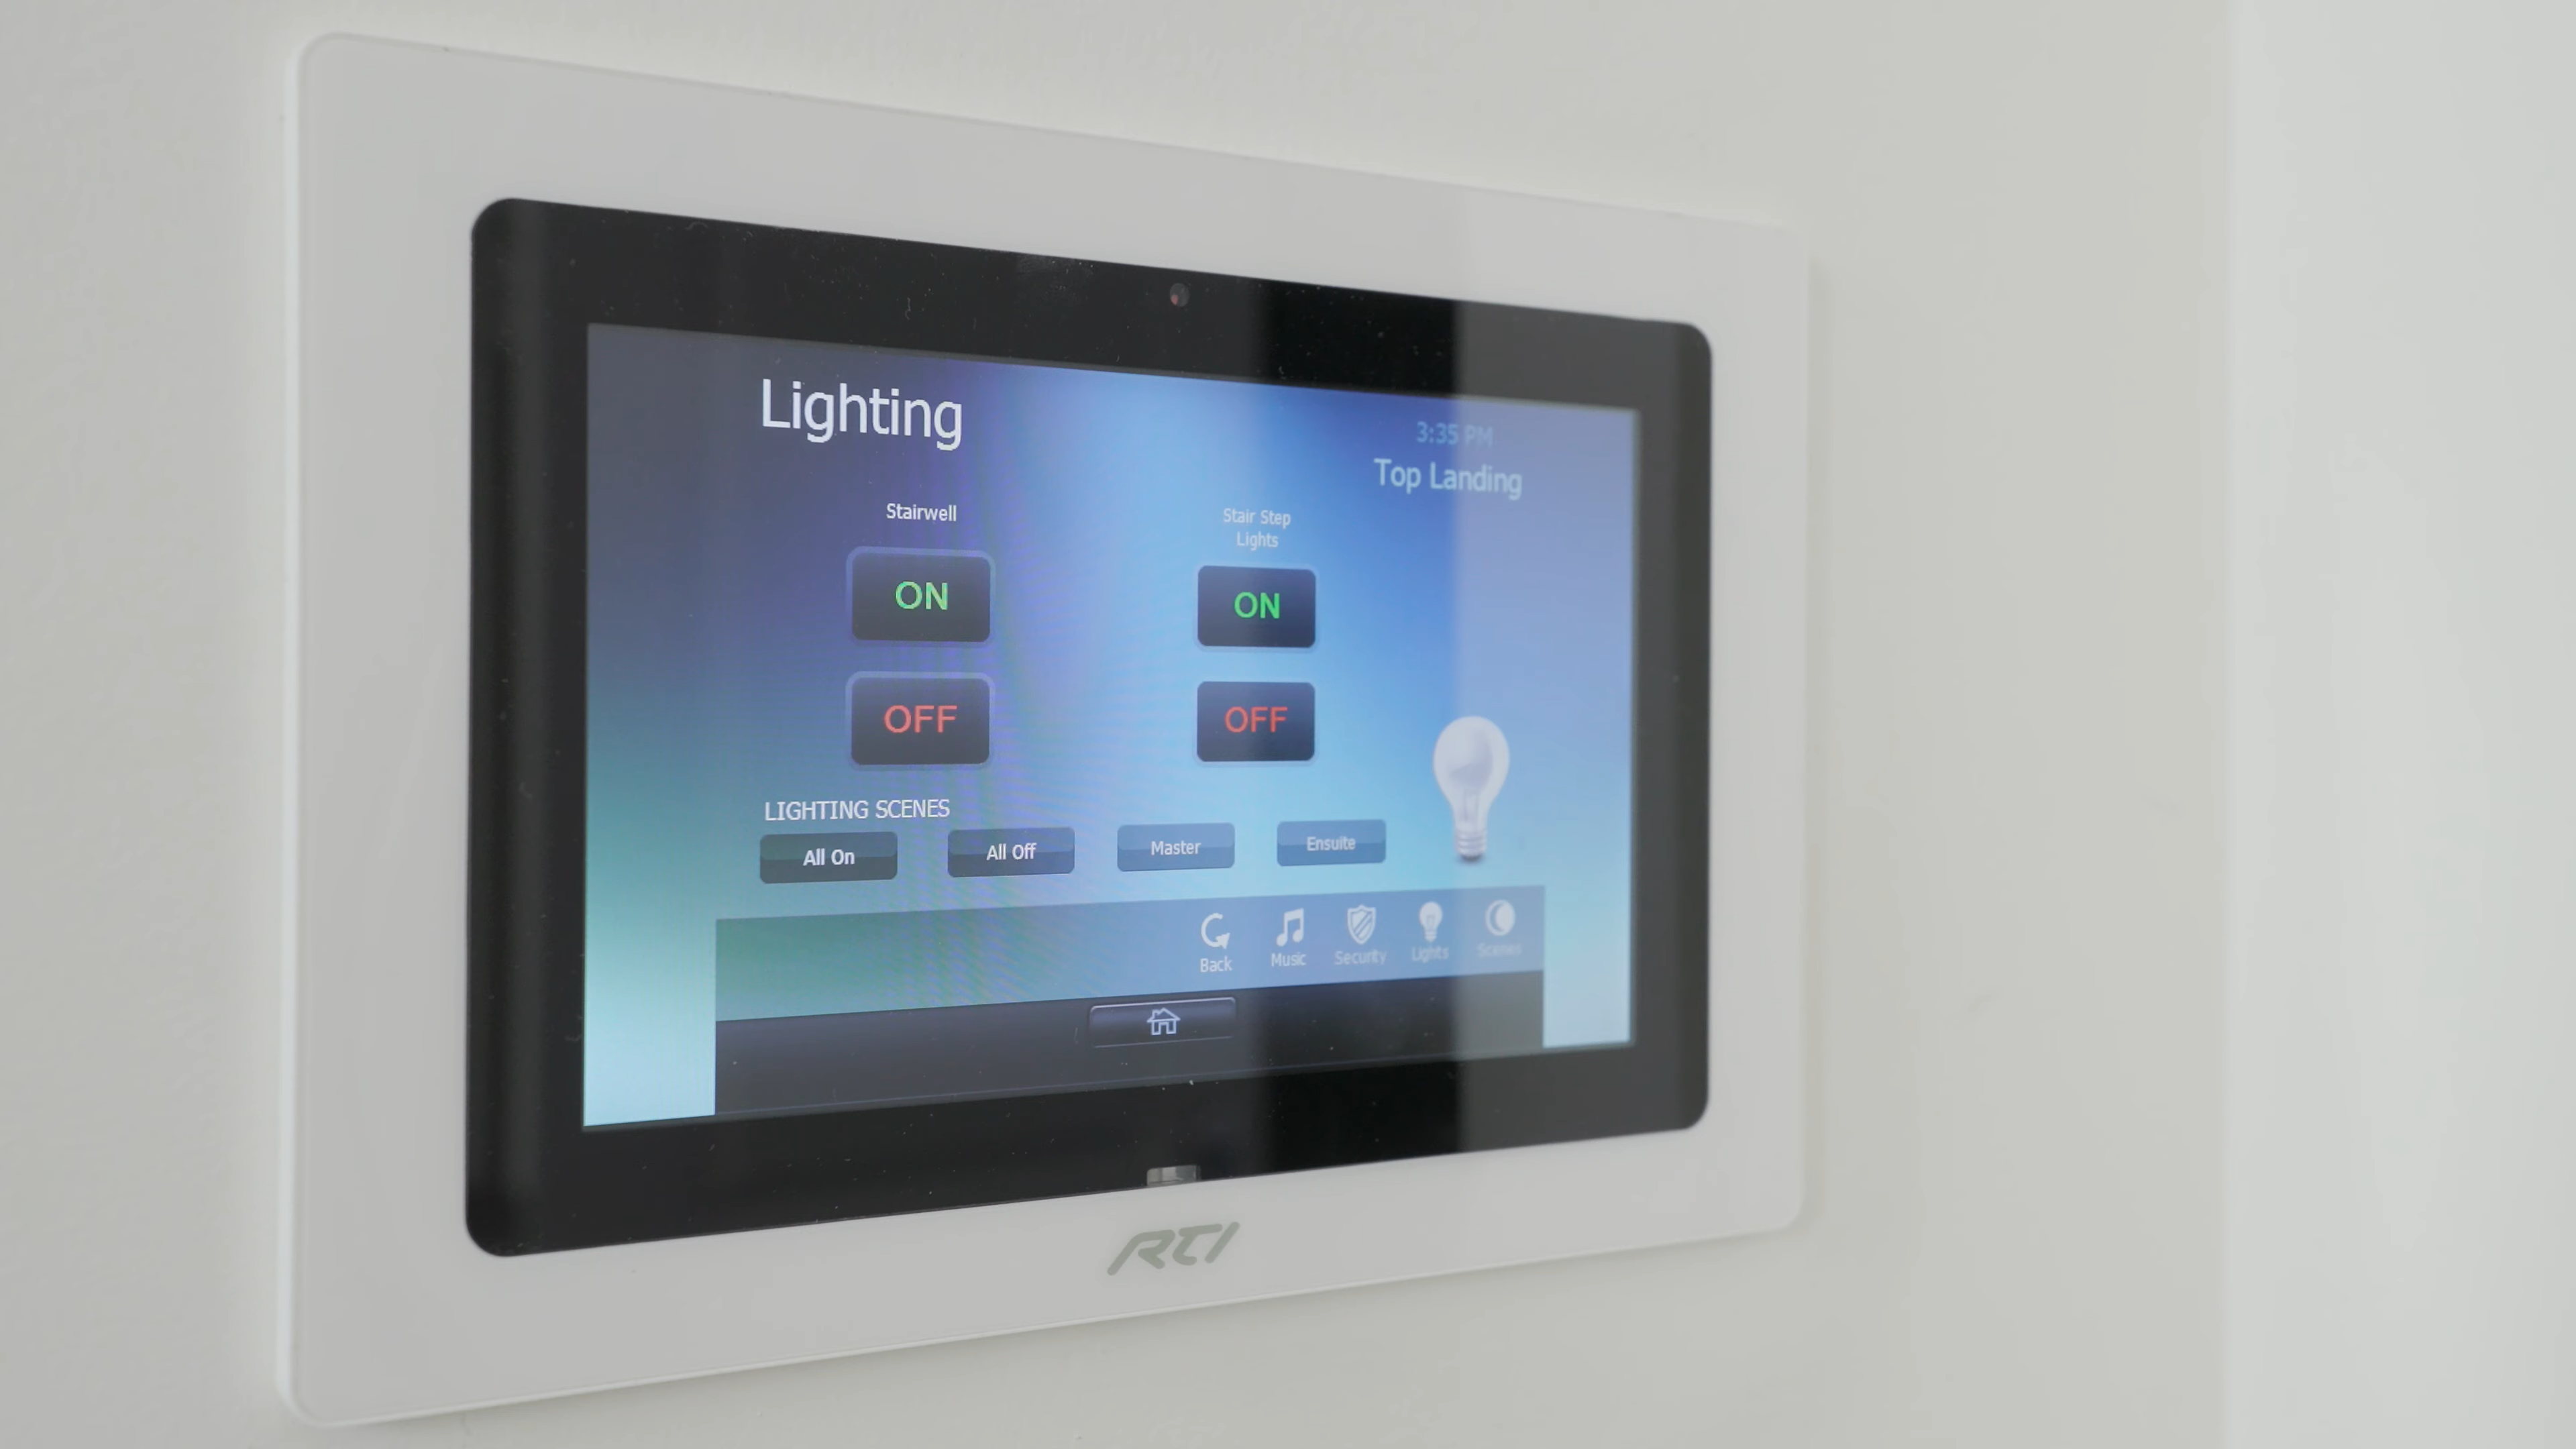 Lighting
3:35 PM
Top Landing
Stairwell
Stair Step
Lights
ON
ON
OFF
OFF
LIGHTING SCENES
All On
All Off
Master
Ensuite
Back
Music
Security
Lights
Scenes
RTI